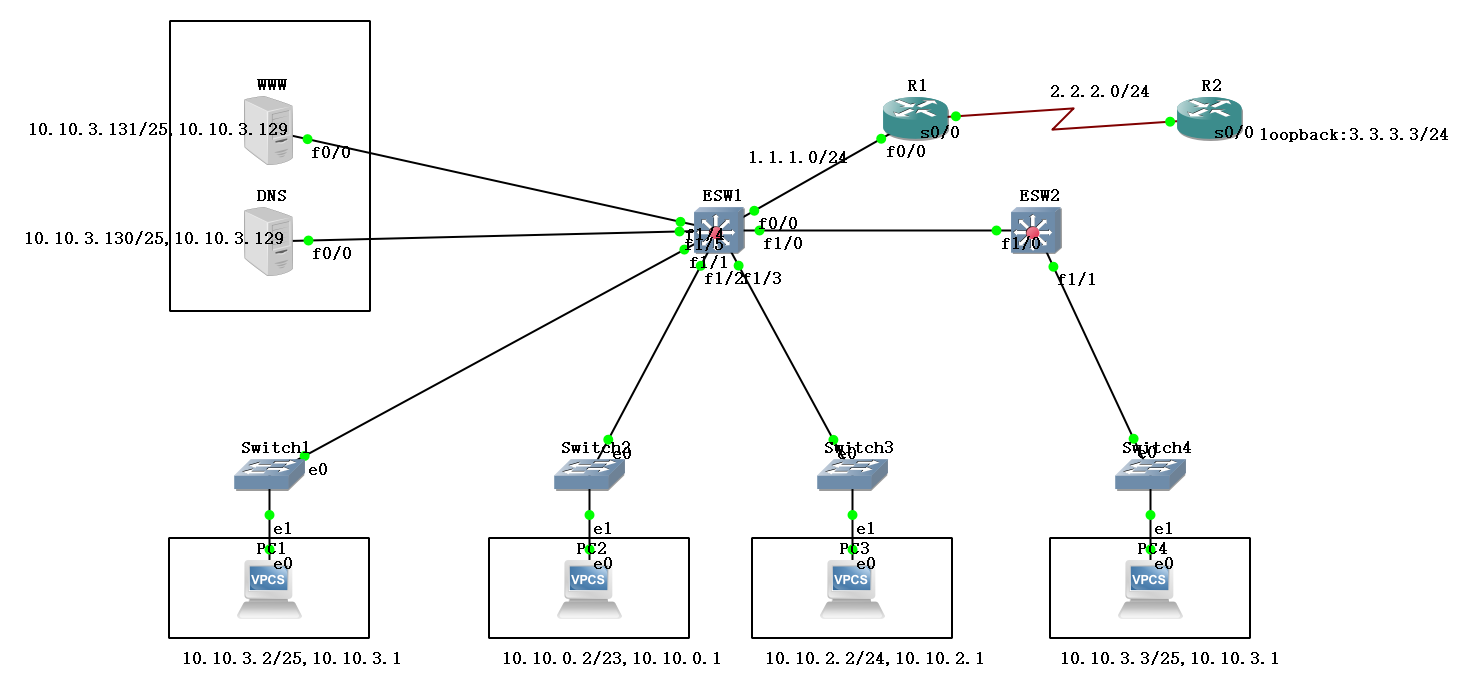 WWW
10.10.3.131/25,10.10.3.129
f0/0
DNS
10.10.3.130/25,10.10.3.129
f0/0
R1
s0/0
f0/0
2.2.2.0/24
R2
s0/0
loopback:3.3.3.3/24
1.1.1.0/24
ESW1
f0/0
f1/0
f1/4
f1/5
f1/1
f1/2
f1/3
ESW2
f1/0
f1/1
Switch1
e0
e1
Switch2
e0
e1
Switch3
e0
e1
Switch4
e0
e1
PC1
e0
VPCS
PC2
e0
VPCS
PC3
e0
VPCS
PC4
e0
VPCS
10.10.3.2/25,10.10.3.1
10.10.0.2/23,10.10.0.1
10.10.2.2/24,10.10.2.1
10.10.3.3/25,10.10.3.1